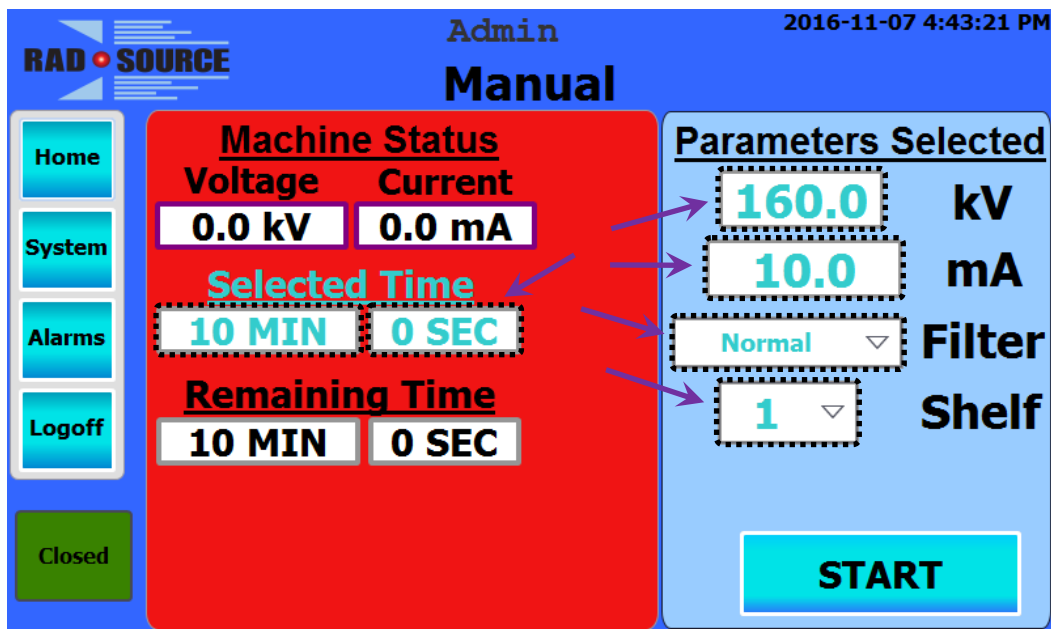 RAD SOURCE
Admin
2016-11-07 4:43:21 PM
Manual
Home
System
Alarms
Logoff
Closed
Machine Status
Voltage Current
0.0 kV 0.0 mA
Selected Time
10 MIN 0 SEC
Remaining Time
10 MIN 0 SEC
Parameters Selected
160.0 kV
10.0 mA
Normal Filter
1 Shelf
START